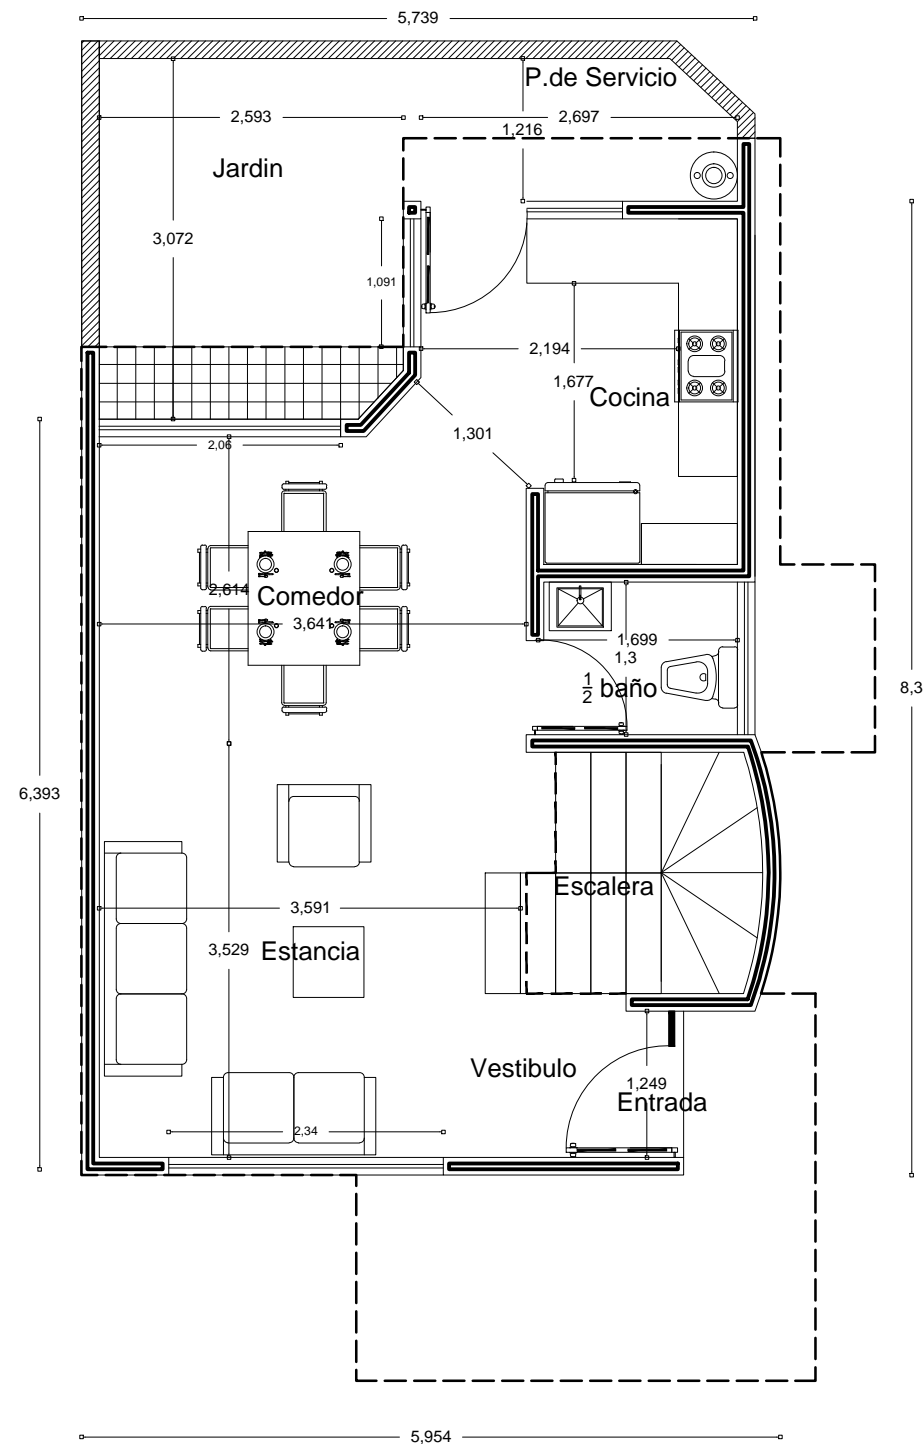 5,739
P.de Servicio
2,593
2,697
1,216
Jardin
3,072
1,091
2,194
1,677
Cocina
1,301
2,06
2,614
Comedor
3,641
1,699
1,3
1/2 baño
8,3
6,393
Escalera
3,591
3,529
Estancia
Vestibulo
1,249
Entrada
2,34
5,954